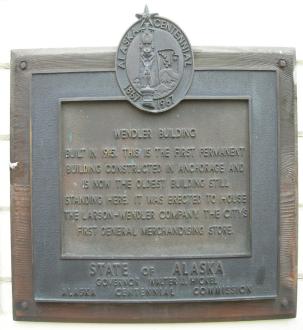 ALASKA CENTENNIAL
1867 1967
WENDLER BUILDING
BUILT IN 1915, THIS IS THE FIRST PERMANENT
BUILDING CONSTRUCTED IN ANCHORAGE AND
IS NOW THE OLDEST BUILDING STILL
STANDING HERE. IT WAS ERECTED TO HOUSE
THE LARSON-WENDLER COMPANY, THE CITY'S
FIRST GENERAL MERCHANDISING STORE.
STATE OF ALASKA
GOVERNOR WALTER J. HICKEL
ALASKA CENTENNIAL COMMISSION